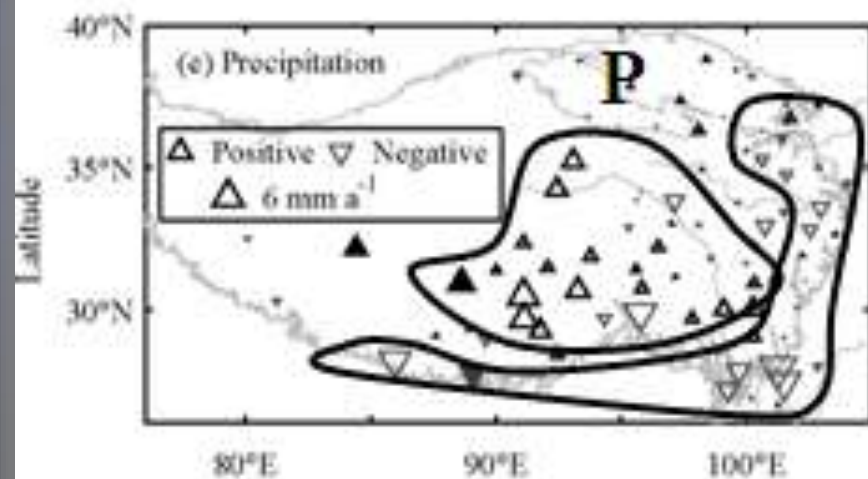 40°N
(e) Precipitation
P
△ Positive ▽ Negative
△ 6 mm a⁻¹
35°N
Latitude
30°N
80°E 90°E 100°E